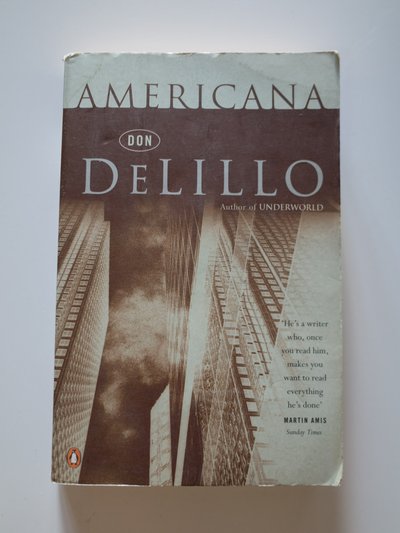 AMERICANA
DON
DELILLO
Author of UNDERWORLD
'He's a writer
who, once
you read him,
makes you
want to read
everything
he's done'
MARTIN AMIS
Sunday Times